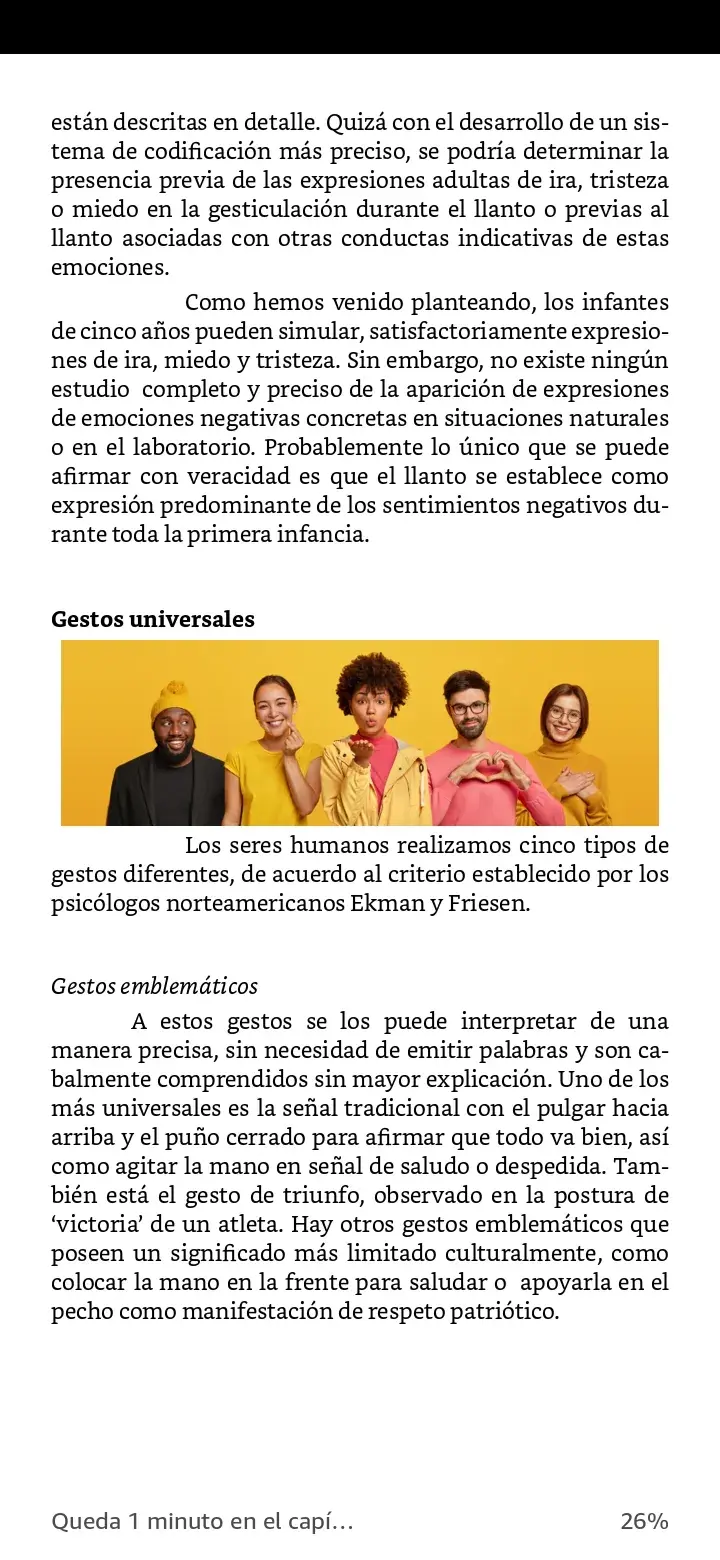 están descritas en detalle. Quizá con el desarrollo de un sis-
tema de codificación más preciso, se podría determinar la
presencia previa de las expresiones adultas de ira, tristeza
o miedo en la gesticulación durante el llanto o previas al
llanto asociadas con otras conductas indicativas de estas
emociones.
Como hemos venido planteando, los infantes
de cinco años pueden simular, satisfactoriamente expresio-
nes de ira, miedo y tristeza. Sin embargo, no existe ningún
estudio completo y preciso de la aparición de expresiones
de emociones negativas concretas en situaciones naturales
o en el laboratorio. Probablemente lo único que se puede
afirmar con veracidad es que el llanto se establece como
expresión predominante de los sentimientos negativos du-
rante toda la primera infancia.
Gestos universales
Los seres humanos realizamos cinco tipos de
gestos diferentes, de acuerdo al criterio establecido por los
psicólogos norteamericanos Ekman y Friesen.
Gestos emblemáticos
A estos gestos se los puede interpretar de una
manera precisa, sin necesidad de emitir palabras y son ca-
balmente comprendidos sin mayor explicación. Uno de los
más universales es la señal tradicional con el pulgar hacia
arriba y el puño cerrado para afirmar que todo va bien, así
como agitar la mano en señal de saludo o despedida. Tam-
bién está el gesto de triunfo, observado en la postura de
‘victoria’ de un atleta. Hay otros gestos emblemáticos que
poseen un significado más limitado culturalmente, como
colocar la mano en la frente para saludar o apoyarla en el
pecho como manifestación de respeto patriótico.
Queda 1 minuto en el capí... 26%